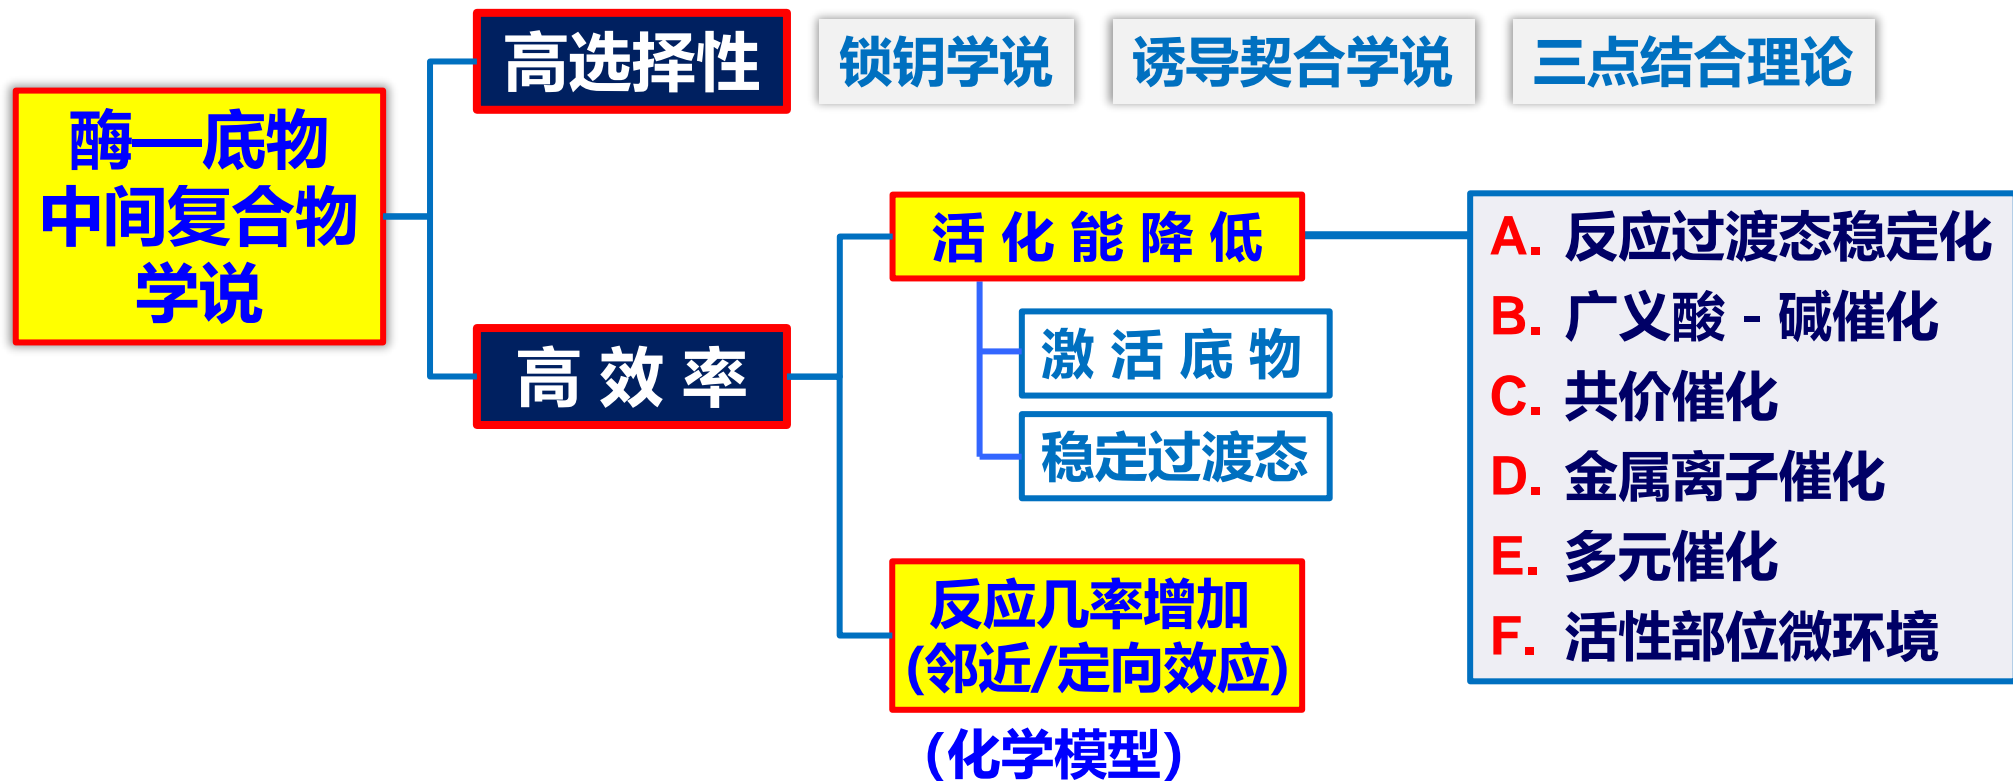 酶—底物
中间复合物
学说
高选择性
锁钥学说
诱导契合学说
三点结合理论
高 效 率
活 化 能 降 低
激 活 底 物
稳定过渡态
反应几率增加
(邻近/定向效应)
(化学模型)
A. 反应过渡态稳定化
B. 广义酸 - 碱催化
C. 共价催化
D. 金属离子催化
E. 多元催化
F. 活性部位微环境